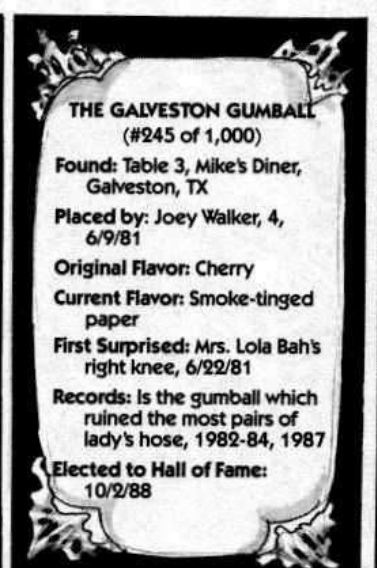 THE GALVESTON GUMBALL
(#245 of 1,000)
Found: Table 3, Mike's Diner,
Galveston, TX
Placed by: Joey Walker, 4,
6/9/81
Original Flavor: Cherry
Current Flavor: Smoke-tinged
paper
First Surprised: Mrs. Lola Bah's
right knee, 6/22/81
Records: Is the gumball which
ruined the most pairs of
lady's hose, 1982-84, 1987
Elected to Hall of Fame:
10/2/88